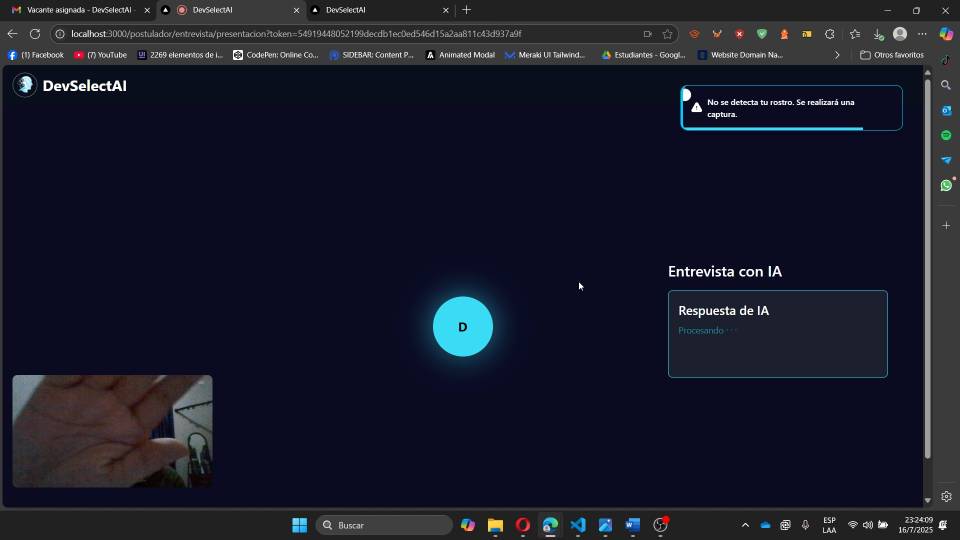 Vacante asignada - DevSelectAI -
DevSelectAI
DevSelectAI
localhost:3000/postulador/entrevista/presentacion?token=54919448052199decdb1ec0ed546d15a2aa811c43d937a9f
(1) Facebook
(7) YouTube
2269 elementos de i...
CodePen: Online Co...
SIDEBAR: Content P...
Animated Modal
Meraki UI Tailwind...
Estudiantes - Googl...
Website Domain Na...
Otros favoritos
DevSelectAI
No se detecta tu rostro. Se realizará una
captura.
Entrevista con IA
Respuesta de IA
Procesando · · ·
D
Buscar
ESP
LAA
23:24:09
16/7/2025